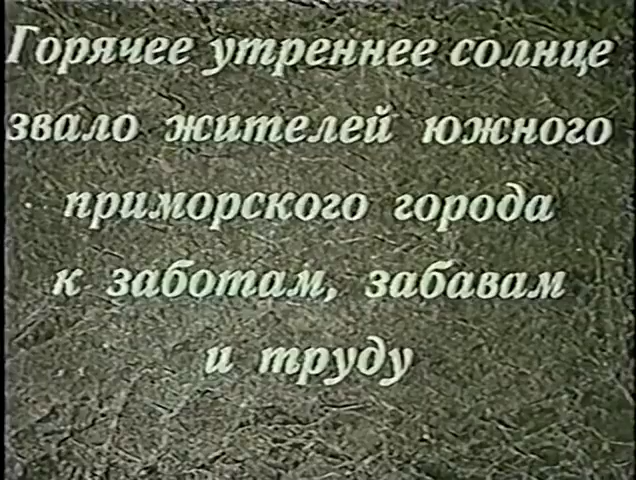 Горячее утреннее солнце
звало жителей южного
приморского города
к заботам, забавам
и труду